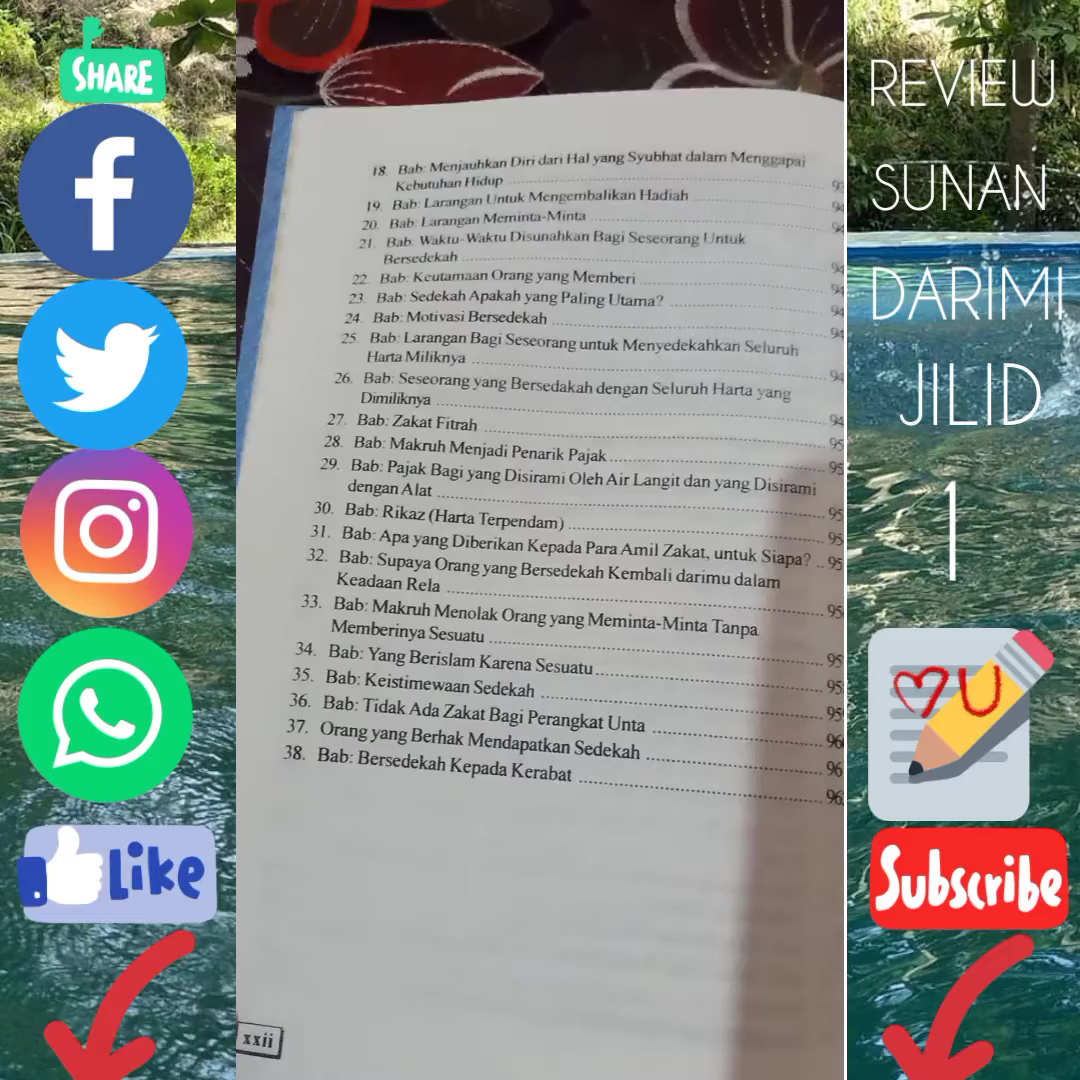 SHARE
f
Like
18. Bab: Menjauhkan Diri dari Hal yang Syubhat dalam Menggapai
Kebutuhan Hidup
19. Bab: Larangan Untuk Mengembalikan Hadiah
20. Bab: Larangan Meminta-Minta
21. Bab: Waktu-Waktu Disunahkan Bagi Seseorang Untuk
Bersedekah
22. Bab: Keutamaan Orang yang Memberi
23. Bab: Sedekah Apakah yang Paling Utama?
24. Bab: Motivasi Bersedekah
25. Bab: Larangan Bagi Seseorang untuk Menyedekahkan Seluruh
Harta Miliknya
26. Bab: Seseorang yang Bersedakah dengan Seluruh Harta yang
Dimiliknya
27. Bab: Zakat Fitrah
28. Bab: Makruh Menjadi Penarik Pajak
29. Bab: Pajak Bagi yang Disirami Oleh Air Langit dan yang Disirami
dengan Alat
30. Bab: Rikaz (Harta Terpendam)
31. Bab: Apa yang Diberikan Kepada Para Amil Zakat, untuk Siapa?
32. Bab: Supaya Orang yang Bersedekah Kembali darimu dalam
Keadaan Rela
33. Bab: Makruh Menolak Orang yang Meminta-Minta Tanpa
Memberinya Sesuatu
34. Bab: Yang Berislam Karena Sesuatu
35. Bab: Keistimewaan Sedekah
36. Bab: Tidak Ada Zakat Bagi Perangkat Unta
37. Orang yang Berhak Mendapatkan Sedekah
38. Bab: Bersedekah Kepada Kerabat
xxii
REVIEW
SUNAN
DARIMI
JILID
1
U
Subscribe